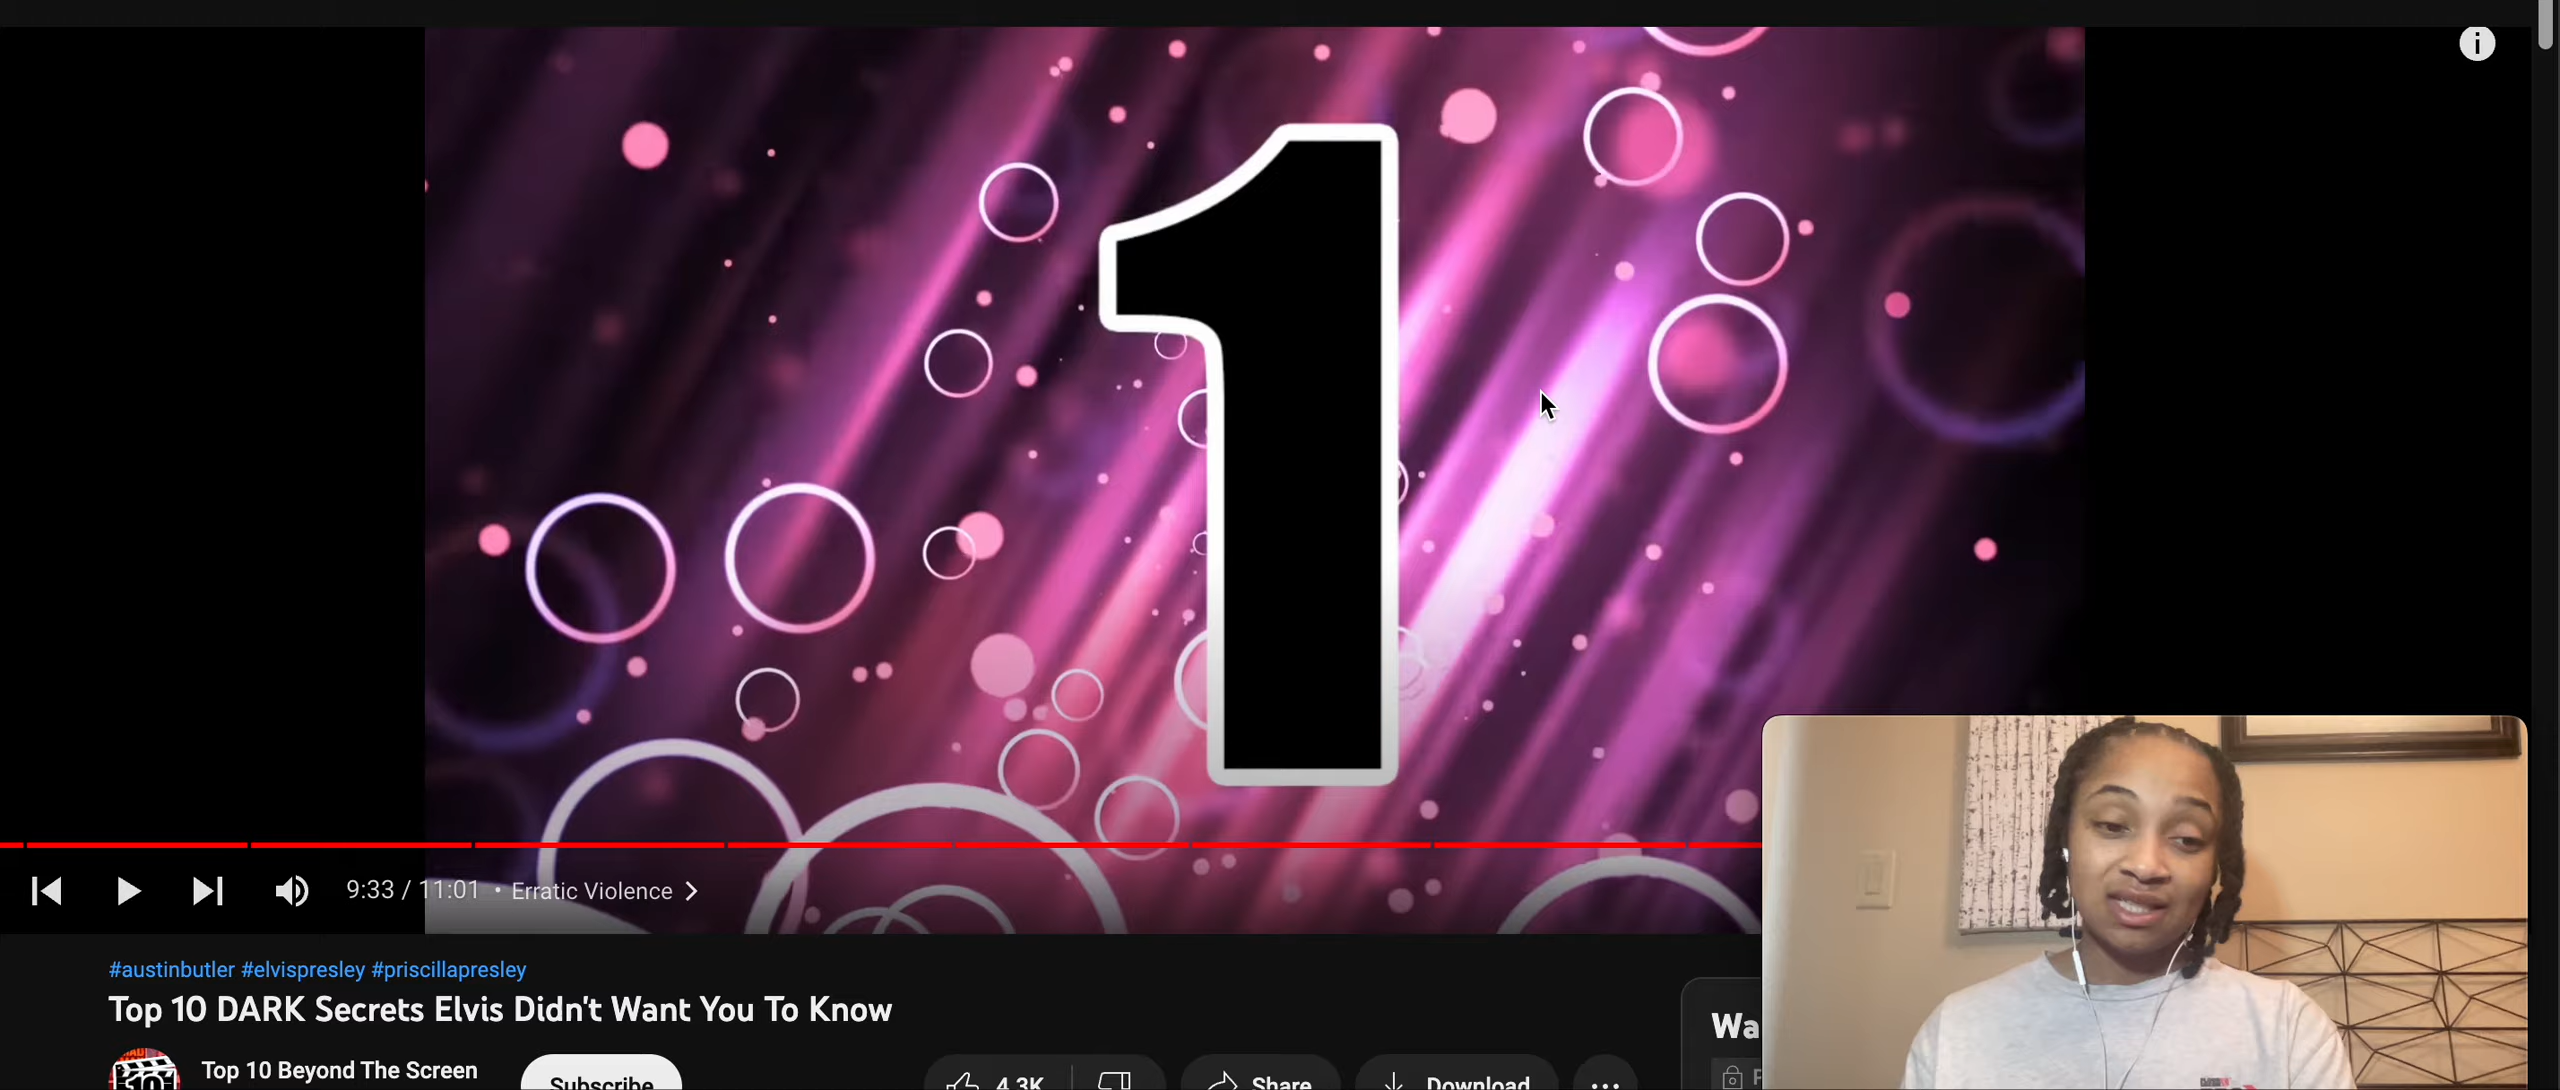 1
9:33 / 11:01 • Erratic Violence
#austinbutler #elvispresley #priscillapresley
Top 10 DARK Secrets Elvis Didn't Want You To Know
Top 10 Beyond The Screen
Subscribe
4.3K
Share
Download
Wa